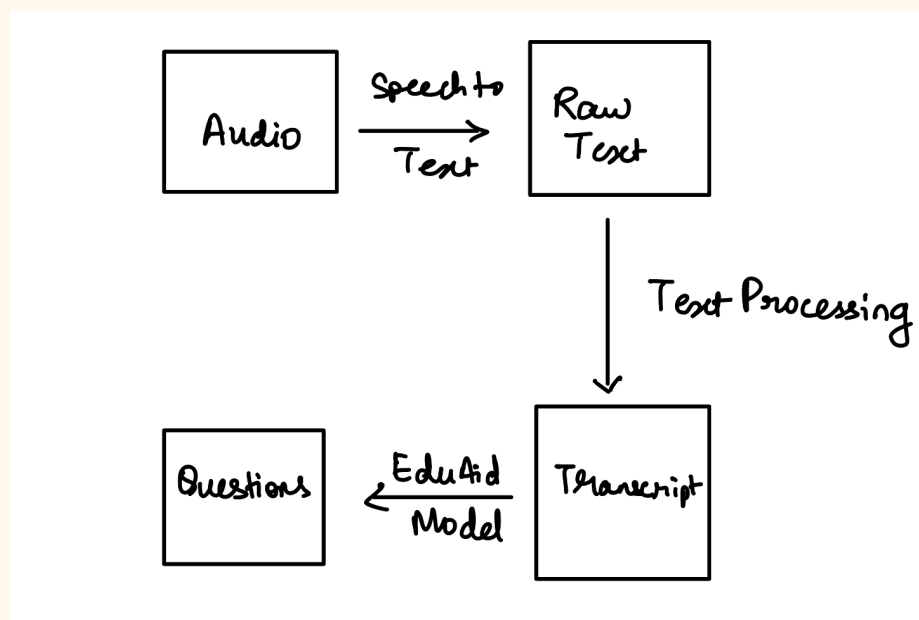 Audio
Speech to
Text
Raw
Text
Text Processing
Transcript
EduAid
Model
Questions